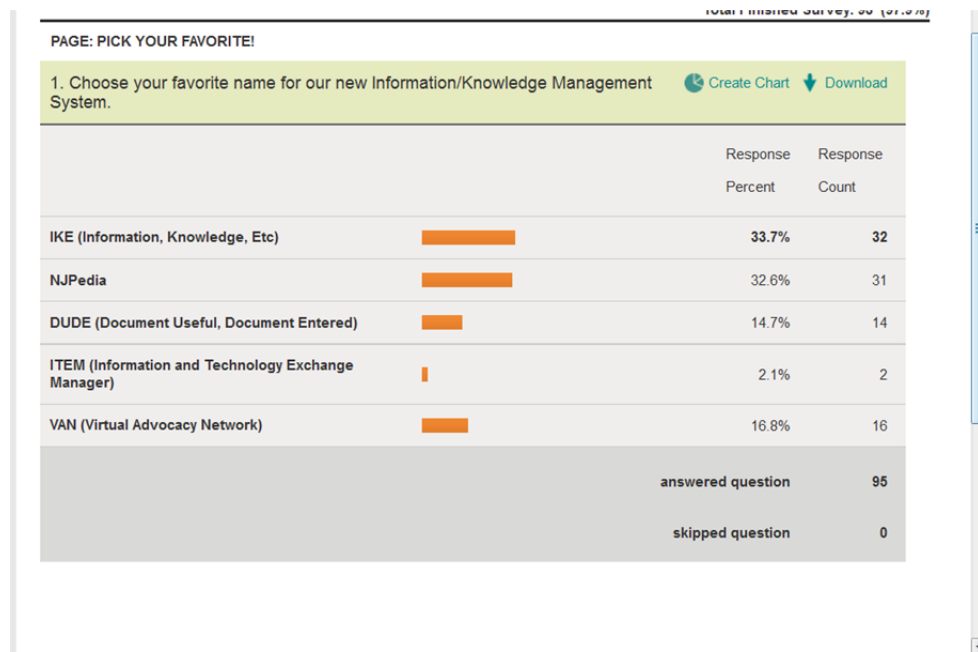 Total Finished Survey: 
PAGE: PICK YOUR FAVORITE!
1. Choose your favorite name for our new Information/Knowledge Management
System.
Create Chart
Download
Response Percent
Response Count
IKE (Information, Knowledge, Etc) 33.7% 32
NJPedia 32.6% 31
DUDE (Document Useful, Document Entered) 14.7% 14
ITEM (Information and Technology Exchange
Manager) 2.1% 2
VAN (Virtual Advocacy Network) 16.8% 16
answered question 95
skipped question 0